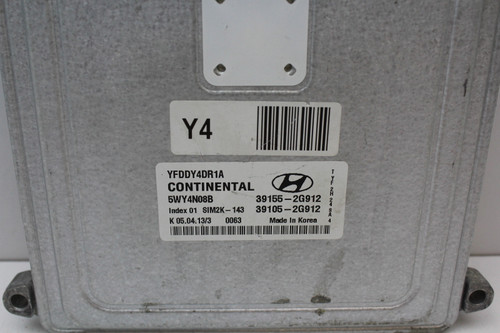 Y4
YFDDY4DR1A
CONTINENTAL
5WY4N08B 39155-2G912
Index 01 SIM2K-143 39105-2G912
K 05.04.13/3 0063 Made in Korea